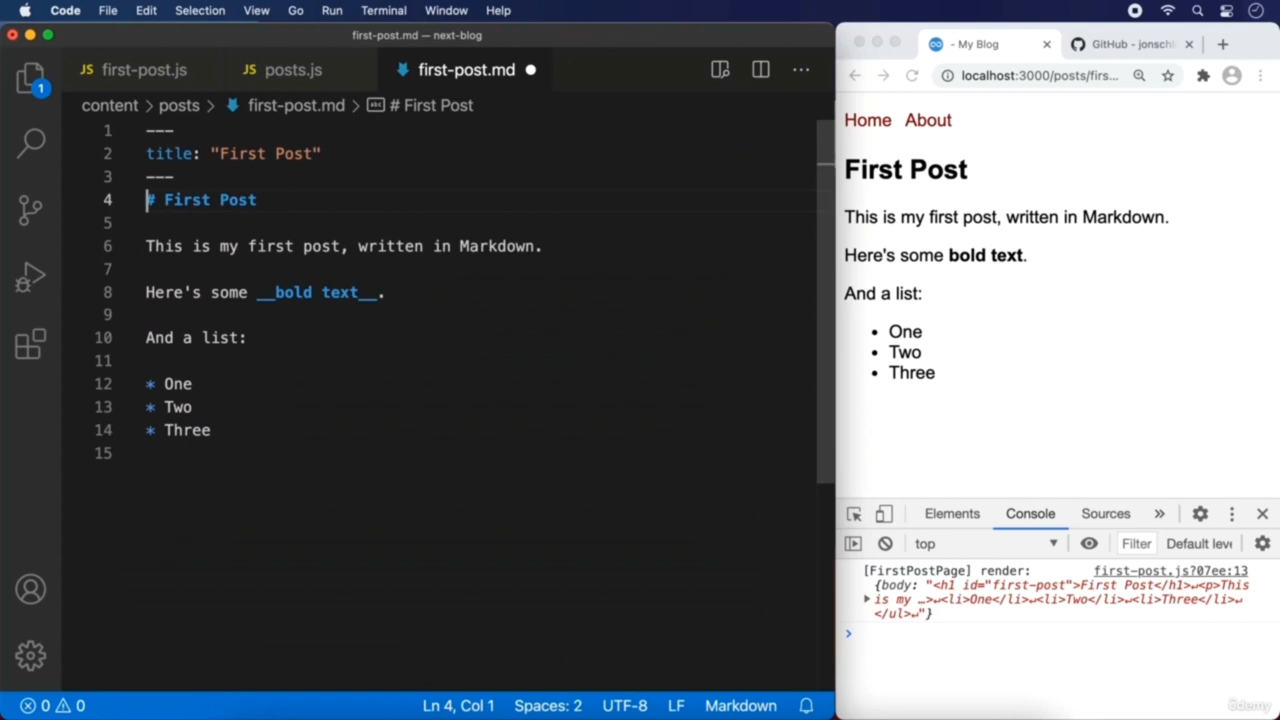 Code File Edit Selection View Go Run Terminal Window Help
first-post.md — next-blog
JS first-post.js JS posts.js first-post.md
content > posts > first-post.md > abc # First Post
1 ---
2 title: "First Post"
3 ---
4 # First Post
5
6 This is my first post, written in Markdown.
7
8 Here's some __bold text__.
9
10 And a list:
11
12 * One
13 * Two
14 * Three
15
1
0 0 Ln 4, Col 1 Spaces: 2 UTF-8 LF Markdown
- My Blog GitHub - jonschl
localhost:3000/posts/firs...
Home About
First Post
This is my first post, written in Markdown.
Here's some bold text.
And a list:
• One
• Two
• Three
Elements Console Sources »
top Filter Default leve
[FirstPostPage] render: first-post.js?07ee:13
{body: "<h1 id="first-post">First Post</h1>↵<p>This
is my …>↵<li>One</li>↵<li>Two</li>↵<li>Three</li>↵
</ul>↵"}
>
ûdemy